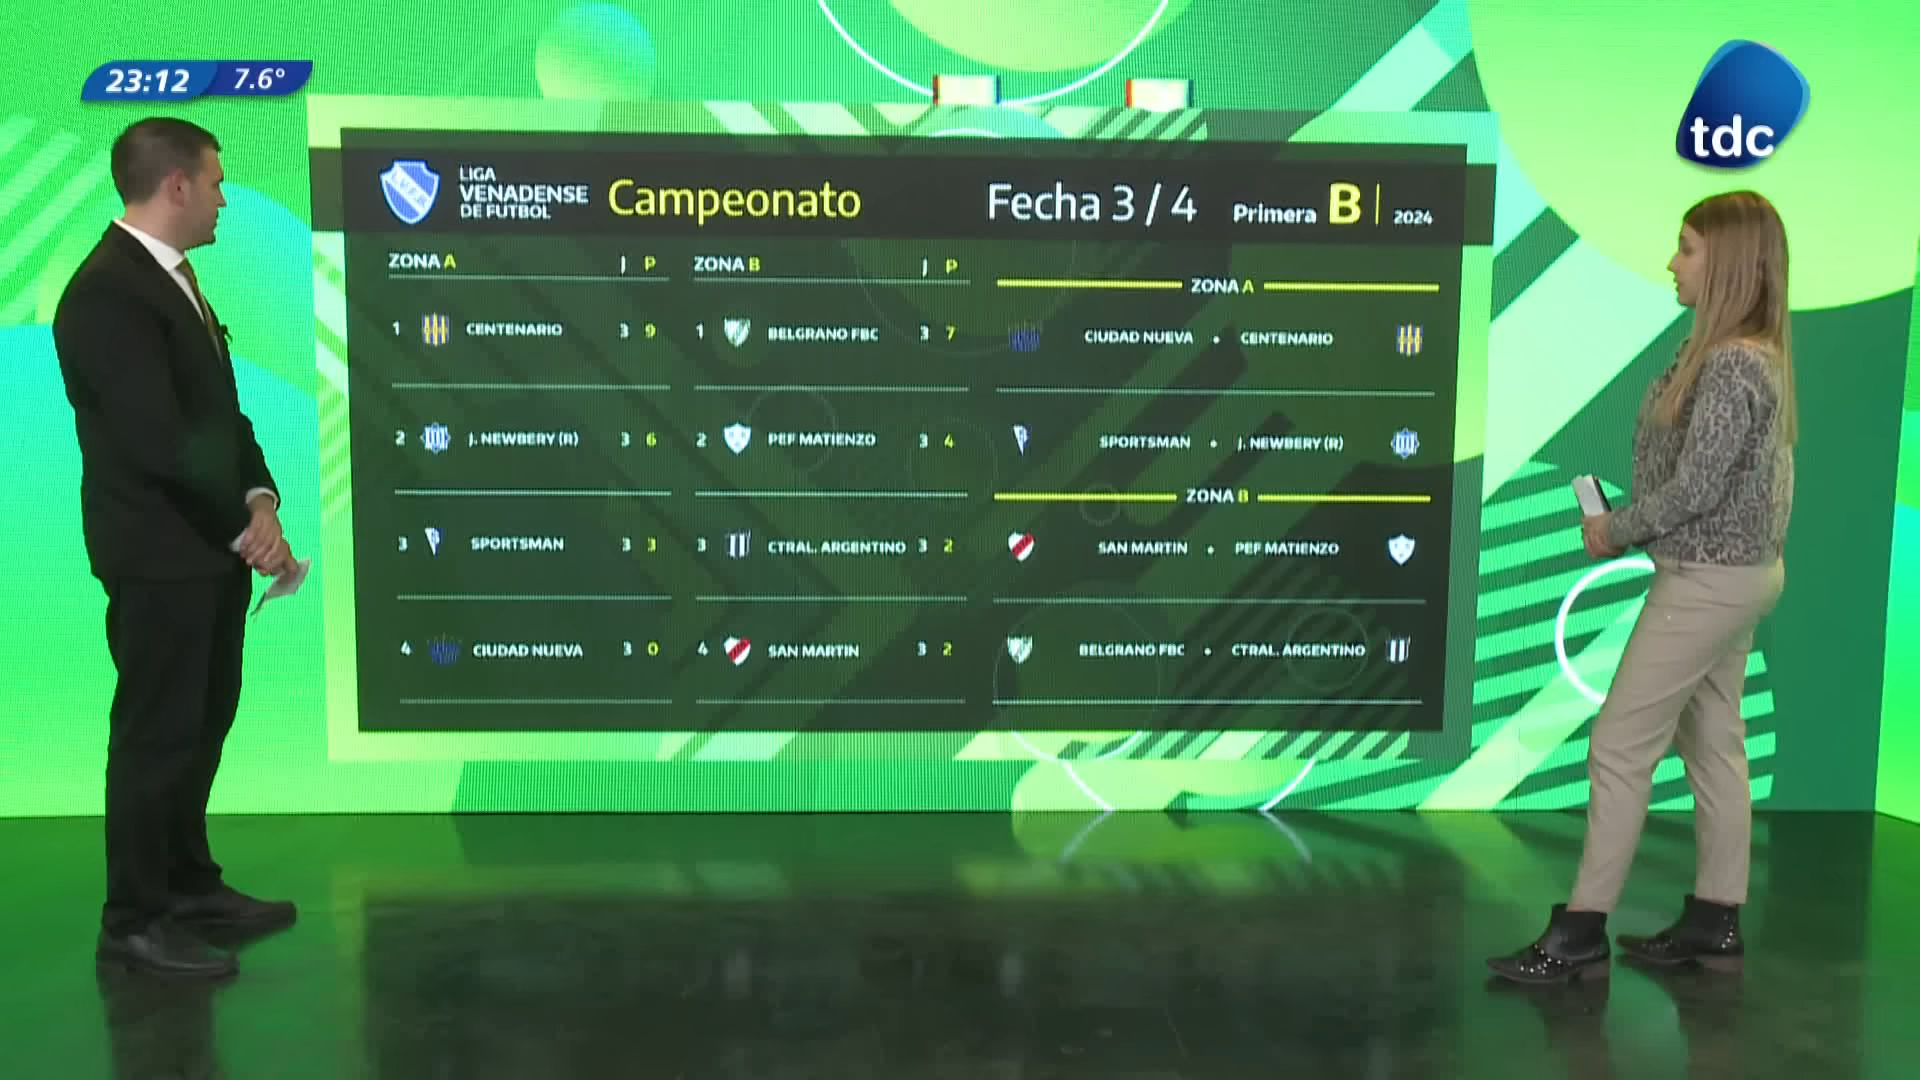 23:12 7.6°
tdc
LIGA
VENADENSE
DE FUTBOL
Campeonato
Fecha 3 / 4 Primera B 2024
ZONA A J P
1 CENTENARIO 3 9
2 J. NEWBERY (R) 3 6
3 SPORTSMAN 3 3
4 CIUDAD NUEVA 3 0
ZONA B J P
1 BELGRANO FBC 3 7
2 PEF MATIENZO 3 4
3 CTRAL. ARGENTINO 3 2
4 SAN MARTIN 3 2
ZONA A
CIUDAD NUEVA • CENTENARIO
SPORTSMAN • J. NEWBERY (R)
ZONA B
SAN MARTIN • PEF MATIENZO
BELGRANO FBC • CTRAL. ARGENTINO